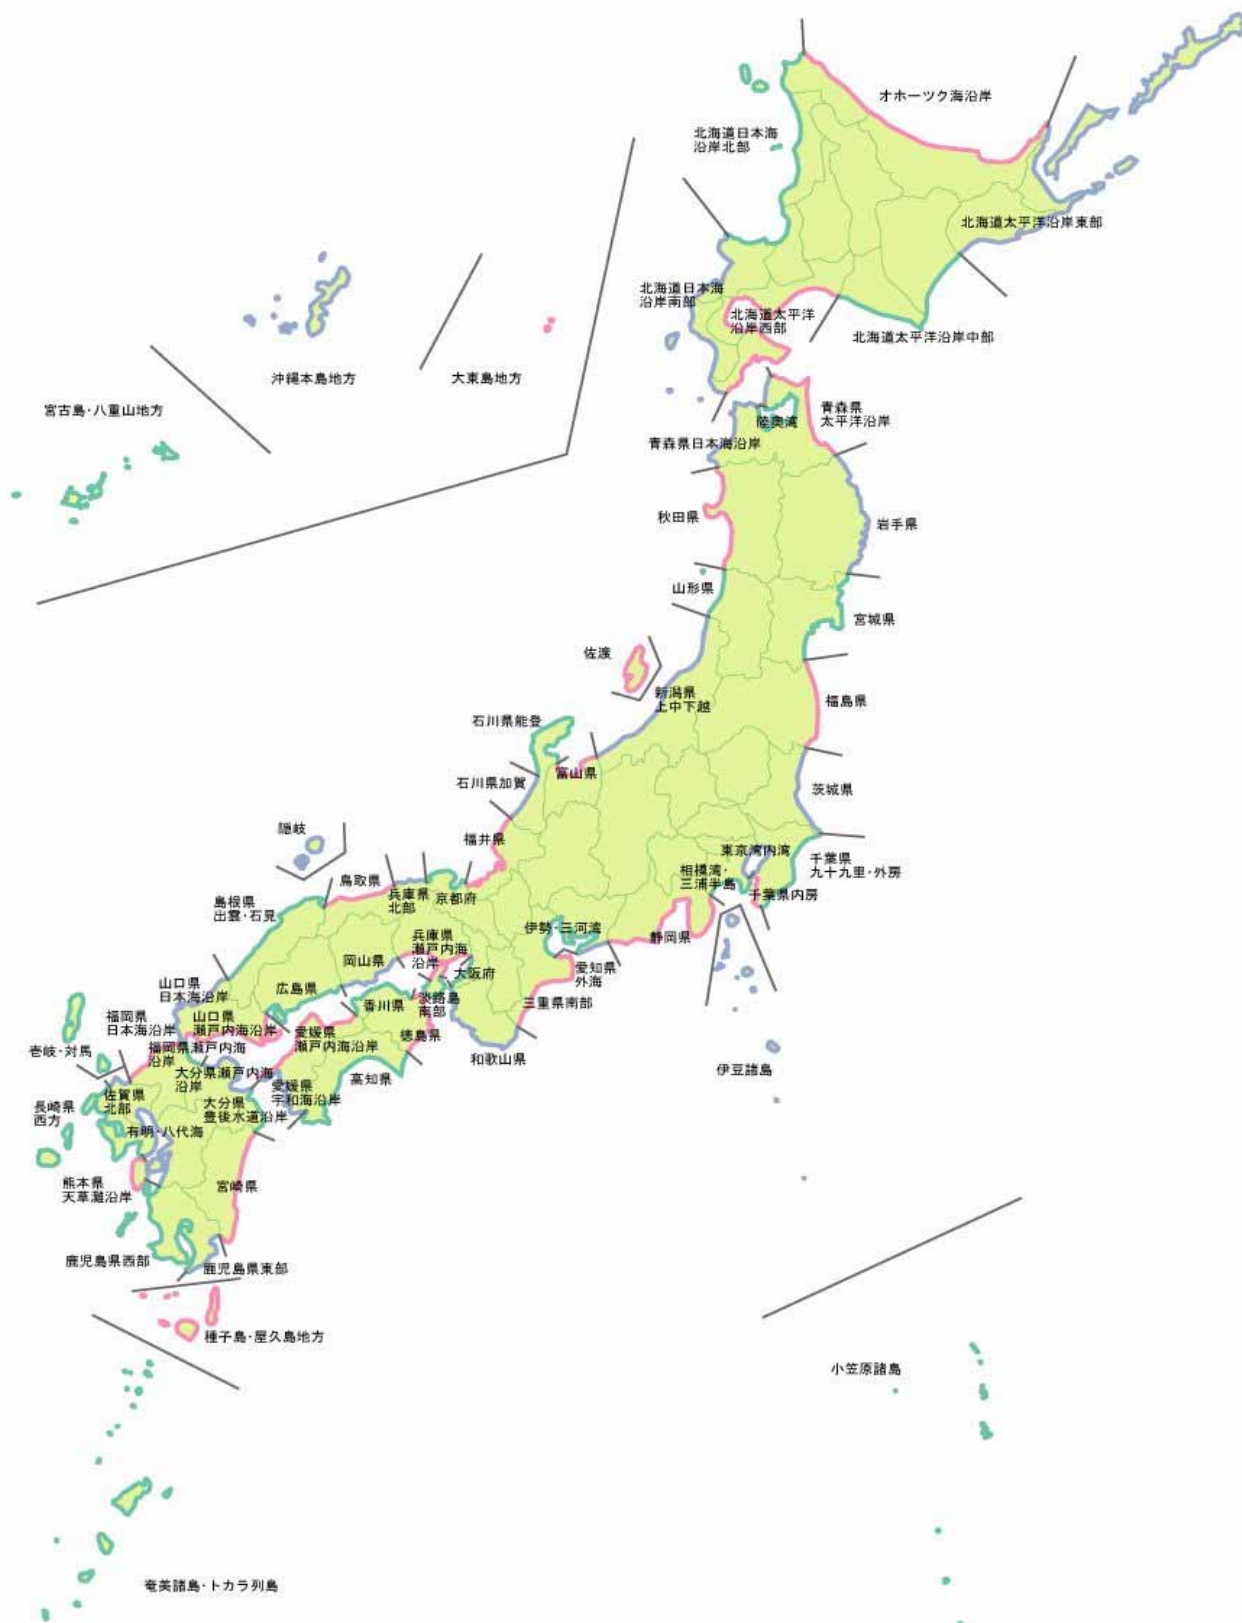 オホーツク海沿岸
北海道日本海
沿岸北部
北海道太平洋沿岸東部
北海道日本海
沿岸南部
北海道太平洋
沿岸西部
北海道太平洋沿岸中部
沖縄本島地方
大東島地方
宮古島・八重山地方
青森県
太平洋沿岸
陸奥湾
青森県日本海沿岸
秋田県
岩手県
山形県
宮城県
佐渡
新潟県
上中下越
福島県
石川県能登
富山県
石川県加賀
茨城県
隠岐
福井県
東京湾内湾
千葉県
九十九里・外房
相模湾・
三浦半島
千葉県内房
鳥取県
兵庫県
北部
京都府
島根県
出雲・石見
伊勢・三河湾
静岡県
兵庫県
瀬戸内海
沿岸
岡山県
大阪府
愛知県
外海
山口県
日本海沿岸
広島県
香川県
淡路島
南部
三重県南部
福岡県
日本海沿岸
山口県
瀬戸内海沿岸
愛媛県
瀬戸内海沿岸
徳島県
和歌山県
壱岐・対馬
福岡県瀬戸内海
沿岸
大分県瀬戸内海
沿岸
高知県
伊豆諸島
佐賀県
北部
愛媛県
宇和海沿岸
長崎県
西方
大分県
豊後水道沿岸
有明・八代海
熊本県
天草灘沿岸
宮崎県
鹿児島県西部
鹿児島県東部
種子島・屋久島地方
小笠原諸島
奄美諸島・トカラ列島